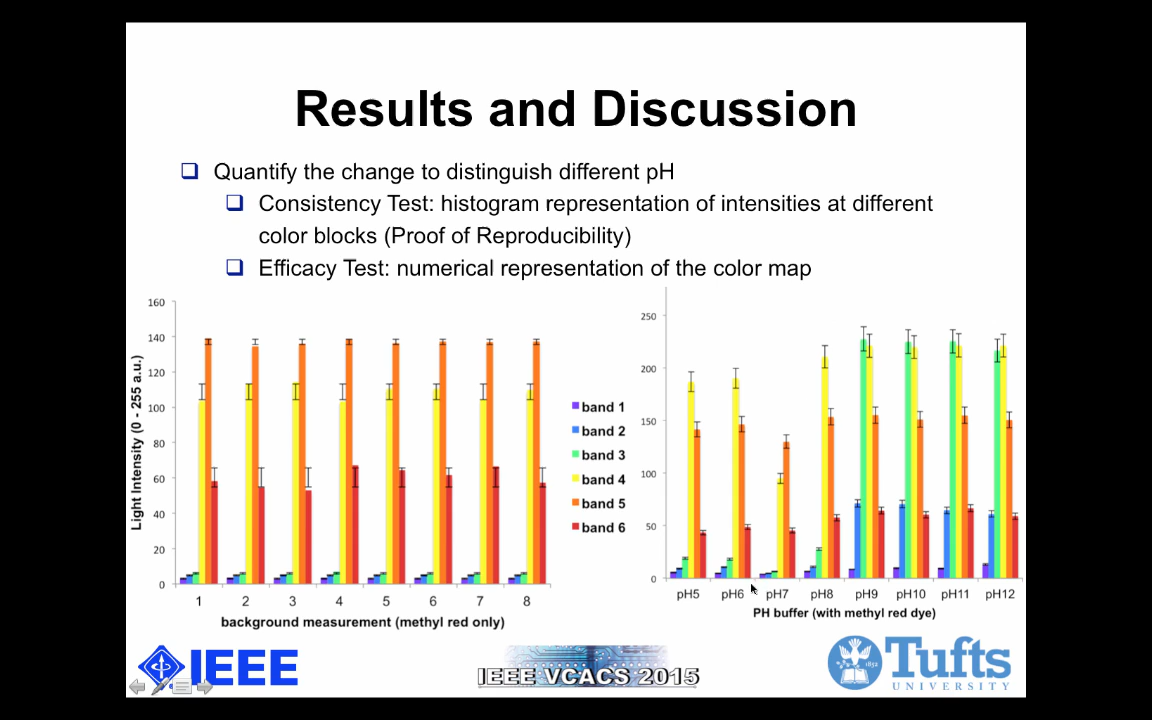 Results and Discussion
Quantify the change to distinguish different pH
Consistency Test: histogram representation of intensities at different
color blocks (Proof of Reproducibility)
Efficacy Test: numerical representation of the color map
Light Intensity (0 - 255 a.u.)
160
140
120
100
80
60
40
20
0
1 2 3 4 5 6 7 8
background measurement (methyl red only)
band 1
band 2
band 3
band 4
band 5
band 6
250
200
150
100
50
0
pH5 pH6 pH7 pH8 pH9 pH10 pH11 pH12
PH buffer (with methyl red dye)
IEEE
IEEE VCACS 2015
1852
Tufts
UNIVERSITY